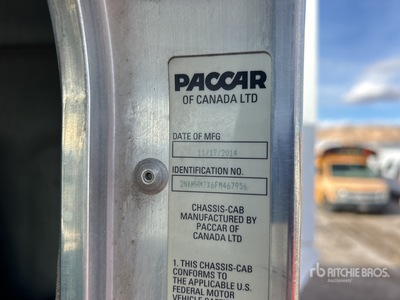 PACCAR
OF CANADA LTD
DATE OF MFG
11/17/2014
IDENTIFICATION NO.
CHASSIS-CAB
MANUFACTURED BY
PACCAR OF
CANADA LTD
1. THIS CHASSIS-CAB
CONFORMS TO
THE APPLICABLE U.S.
FEDERAL MOTOR
rb RITCHIE BROS.